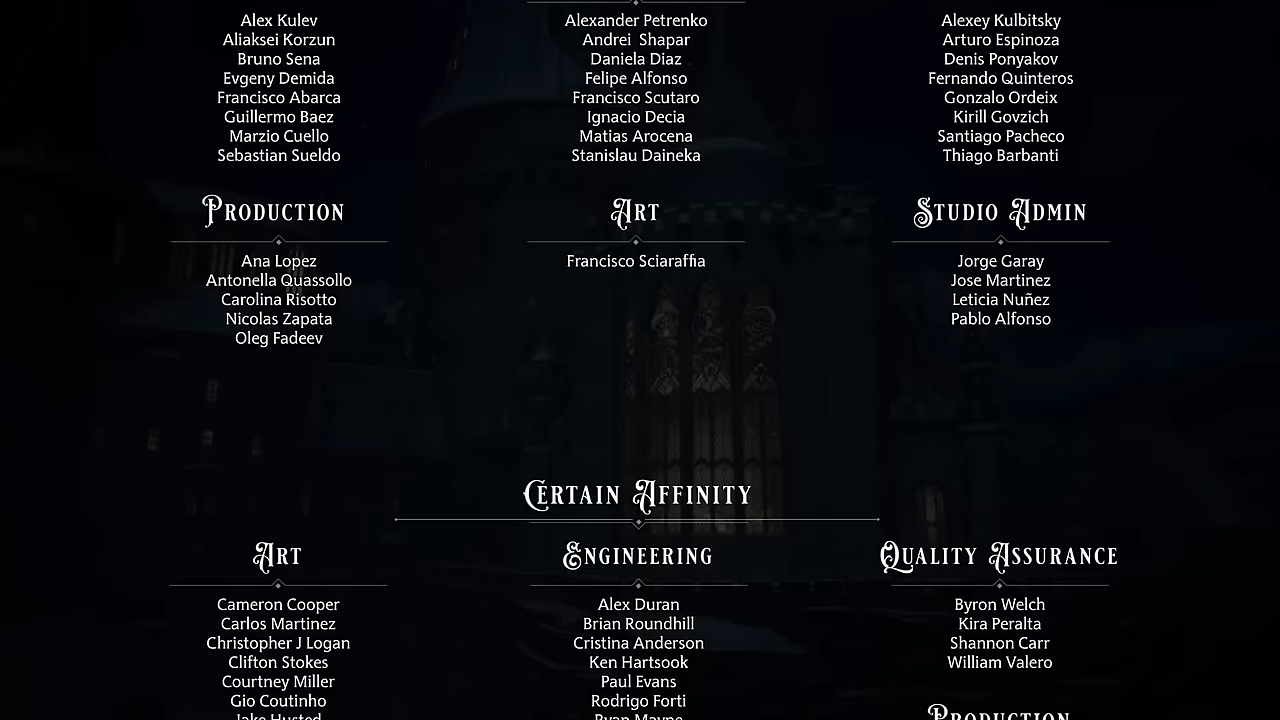 Alex Kulev
Aliaksei Korzun
Bruno Sena
Evgeny Demida
Francisco Abarca
Guillermo Baez
Marzio Cuello
Sebastian Sueldo
Alexander Petrenko
Andrei Shapar
Daniela Diaz
Felipe Alfonso
Francisco Scutaro
Ignacio Decia
Matias Arocena
Stanislau Daineka
Alexey Kulbitsky
Arturo Espinoza
Denis Ponyakov
Fernando Quinteros
Gonzalo Ordeix
Kirill Govzich
Santiago Pacheco
Thiago Barbanti
Production
Ana Lopez
Antonella Quassollo
Carolina Risotto
Nicolas Zapata
Oleg Fadeev
Art
Francisco Sciaraffia
Studio Admin
Jorge Garay
Jose Martinez
Leticia Nuñez
Pablo Alfonso
Certain Affinity
Art
Cameron Cooper
Carlos Martinez
Christopher J Logan
Clifton Stokes
Courtney Miller
Gio Coutinho
Jake Husted
Engineering
Alex Duran
Brian Roundhill
Cristina Anderson
Ken Hartsook
Paul Evans
Rodrigo Forti
Ryan Mayne
Quality Assurance
Byron Welch
Kira Peralta
Shannon Carr
William Valero
Production